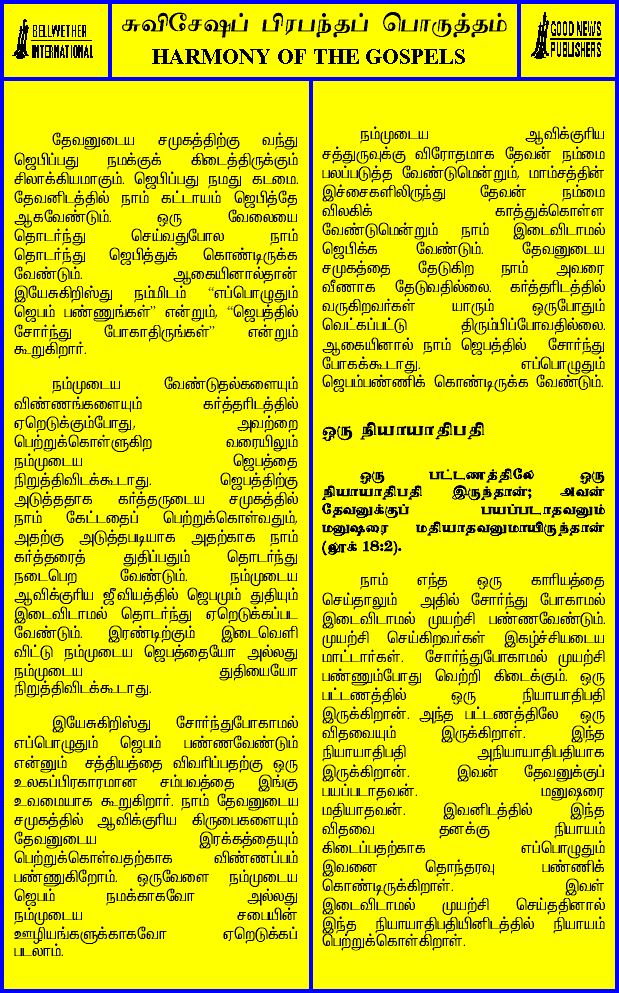 BELLWETHER
INTERNATIONAL
சுவிசேஷப் பிரபந்தப் பொருத்தம்
HARMONY OF THE GOSPELS
GOOD NEWS
PUBLISHERS
தேவனுடைய சமுகத்திற்கு வந்து
ஜெபிப்பது நமக்குக் கிடைத்திருக்கும்
சிலாக்கியமாகும். ஜெபிப்பது நமது கடமை.
தேவனிடத்தில் நாம் கட்டாயம் ஜெபித்தே
ஆகவேண்டும். ஒரு வேலையை
தொடர்ந்து செய்வதுபோல நாம்
தொடர்ந்து ஜெபித்துக் கொண்டிருக்க
வேண்டும். ஆகையினால்தான்
இயேசுகிறிஸ்து நம்மிடம் “எப்பொழுதும்
ஜெபம் பண்ணுங்கள்” என்றும், “ஜெபத்தில்
சோர்ந்து போகாதிருங்கள்” என்றும்
கூறுகிறார்.
நம்முடைய வேண்டுதல்களையும்
விண்ணங்களையும் கர்த்தரிடத்தில்
ஏறெடுக்கும்போது, அவற்றை
பெற்றுக்கொள்ளுகிற வரையிலும்
நம்முடைய ஜெபத்தை
நிறுத்திவிடக்கூடாது. ஜெபத்திற்கு
அடுத்ததாக கர்த்தருடைய சமுகத்தில்
நாம் கேட்டதைப் பெற்றுக்கொள்வதும்,
அதற்கு அடுத்தபடியாக அதற்காக நாம்
கர்த்தரைத் துதிப்பதும் தொடர்ந்து
நடைபெற வேண்டும். நம்முடைய
ஆவிக்குரிய ஜீவியத்தில் ஜெபமும் துதியும்
இடைவிடாமல் தொடர்ந்து ஏறெடுக்கப்பட
வேண்டும். இரண்டிற்கும் இடைவெளி
விட்டு நம்முடைய ஜெபத்தையோ அல்லது
நம்முடைய துதியையோ
நிறுத்திவிடக்கூடாது.
இயேசுகிறிஸ்து சோர்ந்துபோகாமல்
எப்பொழுதும் ஜெபம் பண்ணவேண்டும்
என்னும் சத்தியத்தை விவரிப்பதற்கு ஒரு
உலகப்பிரகாரமான சம்பவத்தை இங்கு
உவமையாக கூறுகிறார். நாம் தேவனுடைய
சமுகத்தில் ஆவிக்குரிய கிருபைகளையும்
தேவனுடைய இரக்கத்தையும்
பெற்றுக்கொள்வதற்காக விண்ணப்பம்
பண்ணுகிறோம். ஒருவேளை நம்முடைய
ஜெபம் நமக்காகவோ அல்லது
நம்முடைய சபையின்
ஊழியங்களுக்காகவோ ஏறெடுக்கப்
படலாம்.
நம்முடைய ஆவிக்குரிய
சத்துருவுக்கு விரோதமாக தேவன் நம்மை
பலப்படுத்த வேண்டுமென்றும், மாம்சத்தின்
இச்சைகளிலிருந்து தேவன் நம்மை
விலகிக் காத்துக்கொள்ள
வேண்டுமென்றும் நாம் இடைவிடாமல்
ஜெபிக்க வேண்டும். தேவனுடைய
சமுகத்தை தேடுகிற நாம் அவரை
வீணாக தேடுவதில்லை. கர்த்தரிடத்தில்
வருகிறவர்கள் யாரும் ஒருபோதும்
வெட்கப்பட்டு திரும்பிப்போவதில்லை.
ஆகையினால் நாம் ஜெபத்தில் சோர்ந்து
போகக்கூடாது. எப்பொழுதும்
ஜெபம்பண்ணிக் கொண்டிருக்க வேண்டும்.
ஒரு நியாயாதிபதி
ஒரு பட்டணத்திலே ஒரு
நியாயாதிபதி இருந்தான்; அவன்
தேவனுக்குப் பயப்படாதவனும்
மனுஷரை மதியாதவனுமாயிருந்தான்
(லூக் 18:2).
நாம் எந்த ஒரு காரியத்தை
செய்தாலும் அதில் சோர்ந்து போகாமல்
இடைவிடாமல் முயற்சி பண்ணவேண்டும்.
முயற்சி செய்கிறவர்கள் இகழ்ச்சியடைய
மாட்டார்கள். சோர்ந்துபோகாமல் முயற்சி
பண்ணும்போது வெற்றி கிடைக்கும். ஒரு
பட்டணத்தில் ஒரு நியாயாதிபதி
இருக்கிறான். அந்த பட்டணத்திலே ஒரு
விதவையும் இருக்கிறாள். இந்த
நியாயாதிபதி அநியாயாதிபதியாக
இருக்கிறான். இவன் தேவனுக்குப்
பயப்படாதவன். மனுஷரை
மதியாதவன். இவனிடத்தில் இந்த
விதவை தனக்கு நியாயம்
கிடைப்பதற்காக எப்பொழுதும்
இவனை தொந்தரவு பண்ணிக்
கொண்டிருக்கிறாள். இவள்
இடைவிடாமல் முயற்சி செய்ததினால்
இந்த நியாயாதிபதியினிடத்தில் நியாயம்
பெற்றுக்கொள்கிறாள்.